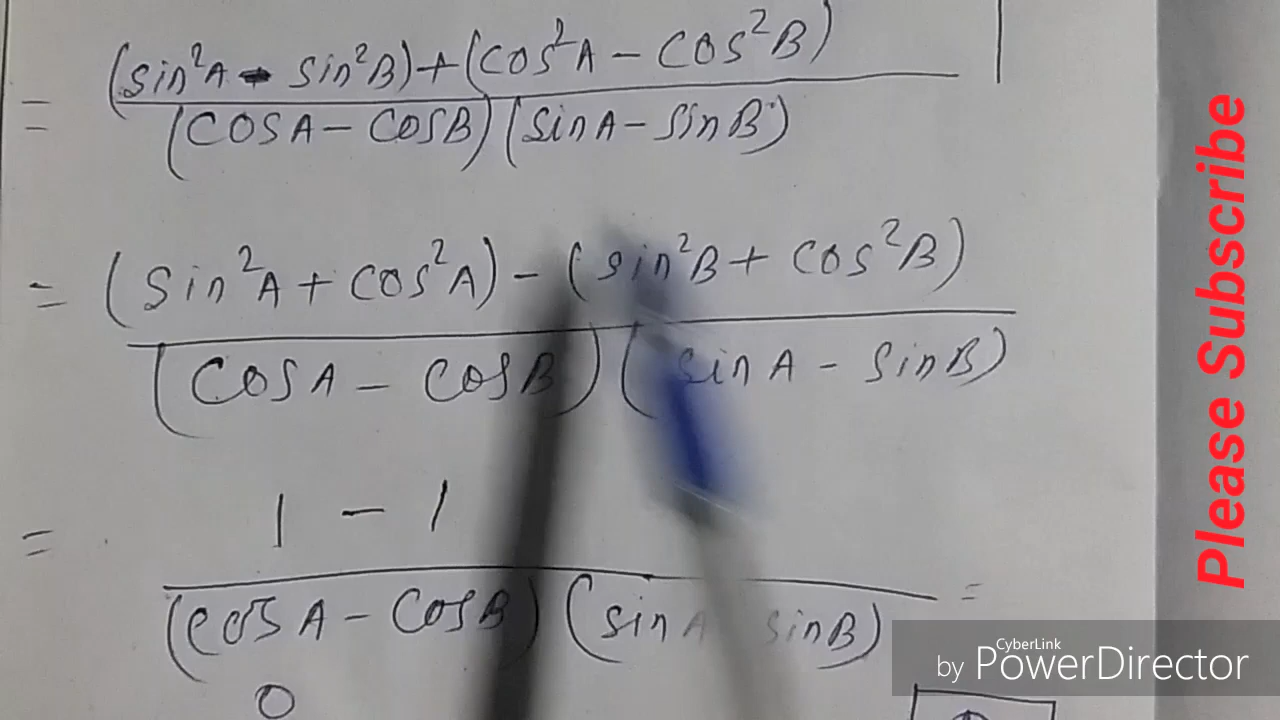 = (sin²A - sin²B)+(cos²A - cos²B)
(cosA - cosB)(sinA - sinB)
= (sin²A + cos²A) - (sin²B + cos²B)
(cosA - cosB)(sinA - sinB)
= 1 - 1
(cosA - cosB)(sinA sinB) =
0
Please Subscribe
CyberLink
by PowerDirector